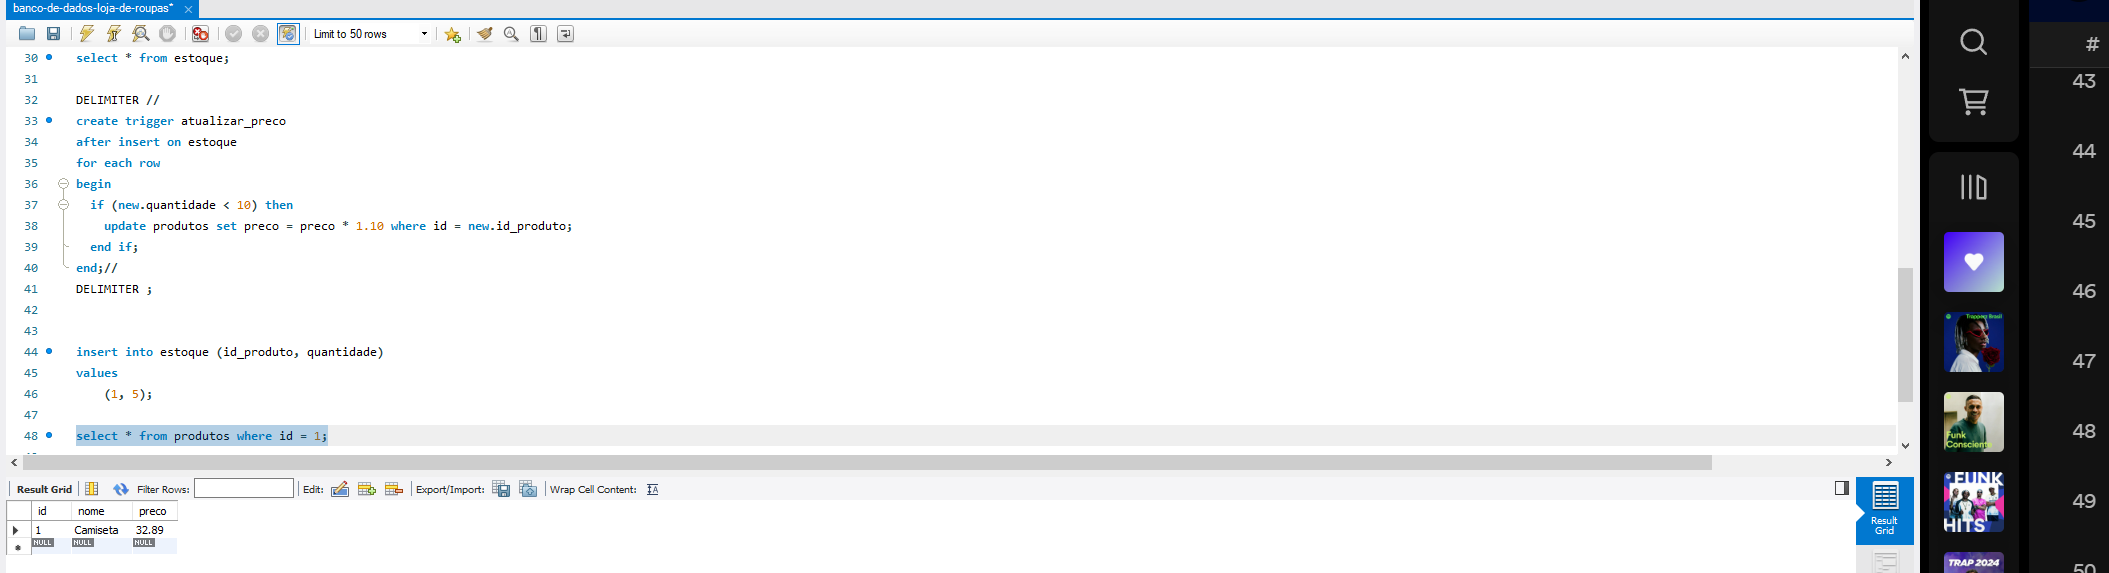 banco-de-dados-loja-de-roupas*
Limit to 50 rows
30 select * from estoque;
31
32 DELIMITER //
33 create trigger atualizar_preco
34 after insert on estoque
35 for each row
36 begin
37 if (new.quantidade < 10) then
38 update produtos set preco = preco * 1.10 where id = new.id_produto;
39 end if;
40 end;//
41 DELIMITER ;
42
43
44 insert into estoque (id_produto, quantidade)
45 values
46 (1, 5);
47
48 select * from produtos where id = 1;
Result Grid Filter Rows: Edit: Export/Import: Wrap Cell Content:
id nome preco
1 Camiseta 32.89
NULL NULL NULL
Result
Grid
#
43
44
45
46
47
48
49
50
Trappers Brasil
Funk
Consciente
FUNK
HITS
TRAP 2024